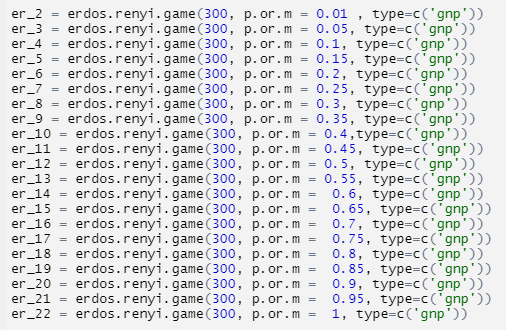 er_2 = erdos.renyi.game(300, p.or.m = 0.01 , type=c('gnp'))
er_3 = erdos.renyi.game(300, p.or.m = 0.05, type=c('gnp'))
er_4 = erdos.renyi.game(300, p.or.m = 0.1, type=c('gnp'))
er_5 = erdos.renyi.game(300, p.or.m = 0.15, type=c('gnp'))
er_6 = erdos.renyi.game(300, p.or.m = 0.2, type=c('gnp'))
er_7 = erdos.renyi.game(300, p.or.m = 0.25, type=c('gnp'))
er_8 = erdos.renyi.game(300, p.or.m = 0.3, type=c('gnp'))
er_9 = erdos.renyi.game(300, p.or.m = 0.35, type=c('gnp'))
er_10 = erdos.renyi.game(300, p.or.m = 0.4,type=c('gnp'))
er_11 = erdos.renyi.game(300, p.or.m = 0.45, type=c('gnp'))
er_12 = erdos.renyi.game(300, p.or.m = 0.5, type=c('gnp'))
er_13 = erdos.renyi.game(300, p.or.m = 0.55, type=c('gnp'))
er_14 = erdos.renyi.game(300, p.or.m =  0.6, type=c('gnp'))
er_15 = erdos.renyi.game(300, p.or.m =  0.65, type=c('gnp'))
er_16 = erdos.renyi.game(300, p.or.m =  0.7, type=c('gnp'))
er_17 = erdos.renyi.game(300, p.or.m =  0.75, type=c('gnp'))
er_18 = erdos.renyi.game(300, p.or.m =  0.8, type=c('gnp'))
er_19 = erdos.renyi.game(300, p.or.m =  0.85, type=c('gnp'))
er_20 = erdos.renyi.game(300, p.or.m =  0.9, type=c('gnp'))
er_21 = erdos.renyi.game(300, p.or.m =  0.95, type=c('gnp'))
er_22 = erdos.renyi.game(300, p.or.m =  1, type=c('gnp'))